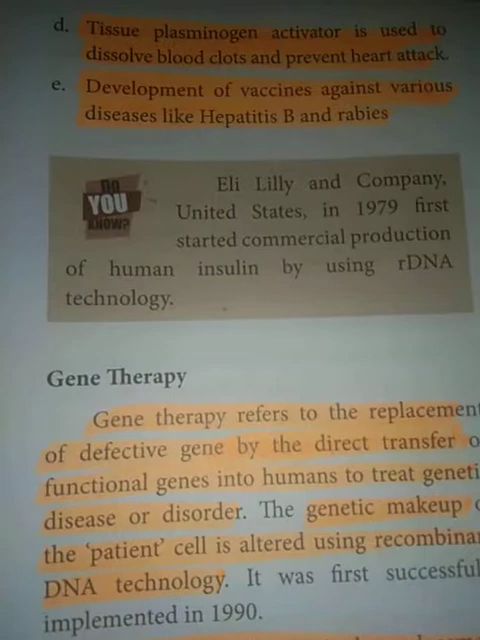 d. Tissue plasminogen activator is used to
dissolve blood clots and prevent heart attack.
e. Development of vaccines against various
diseases like Hepatitis B and rabies
DO
YOU
KNOW?
Eli Lilly and Company,
United States, in 1979 first
started commercial production
of human insulin by using rDNA
technology.
Gene Therapy
Gene therapy refers to the replacement
of defective gene by the direct transfer o
functional genes into humans to treat geneti
disease or disorder. The genetic makeup
the 'patient' cell is altered using recombinan
DNA technology. It was first successful
implemented in 1990.